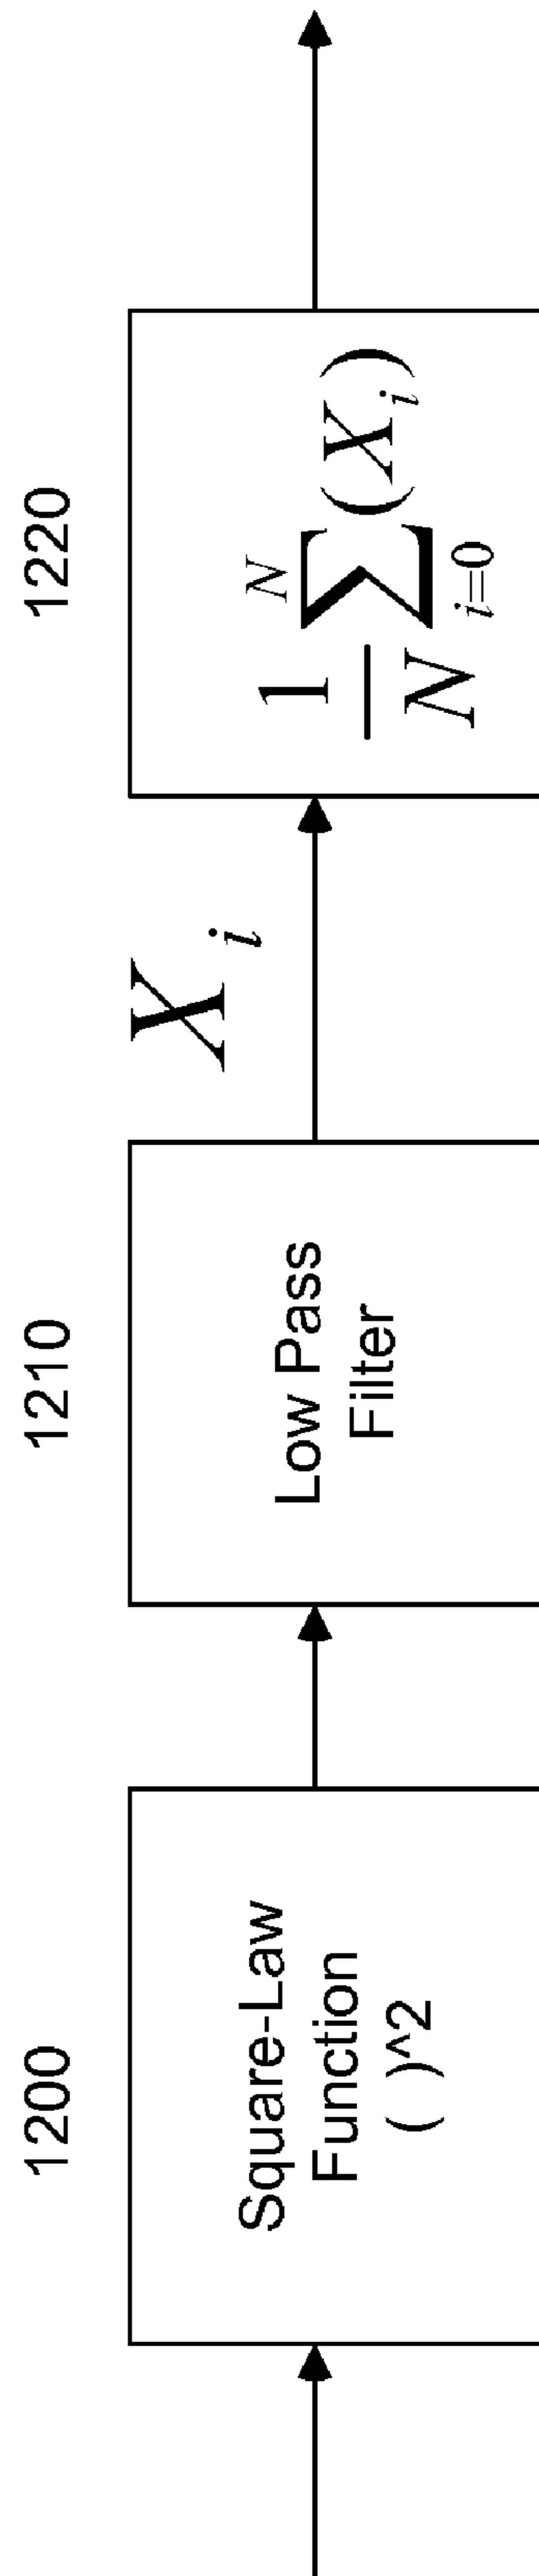 1200
Square-Law
Function
( )^2
1210
Low Pass
Filter
X_i
1220
\frac{1}{N} \sum_{i=0}^{N} (X_i)